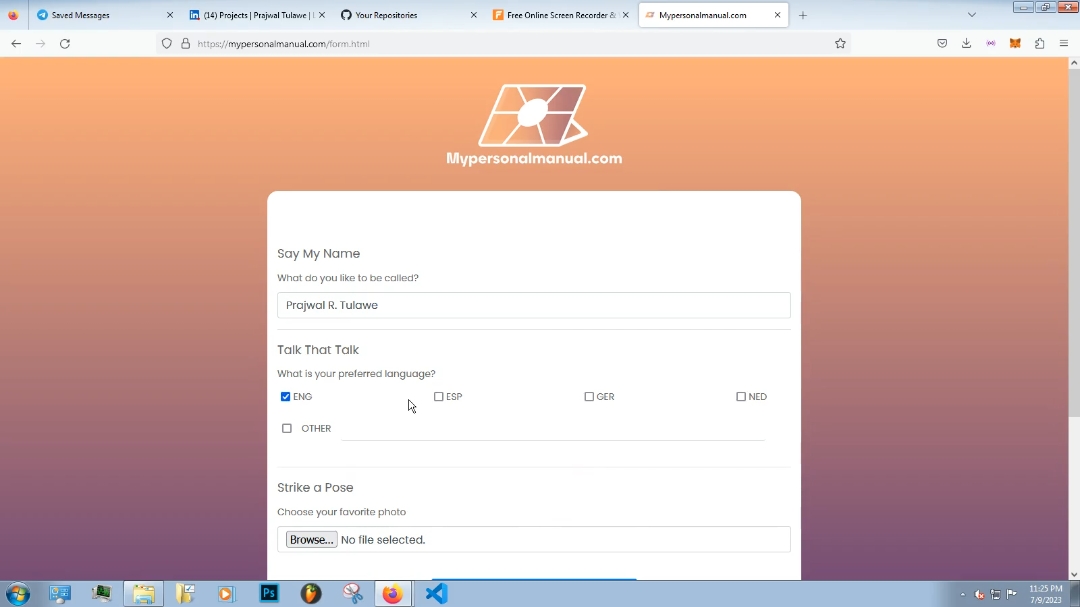 Saved Messages
(14) Projects | Prajwal Tulawe | L
Your Repositories
Free Online Screen Recorder &
Mypersonalmanual.com
https://mypersonalmanual.com/form.html
Mypersonalmanual.com
Say My Name
What do you like to be called?
Prajwal R. Tulawe
Talk That Talk
What is your preferred language?
ENG
ESP
GER
NED
OTHER
Strike a Pose
Choose your favorite photo
Browse... No file selected.
Ps
11:25 PM
7/9/2023